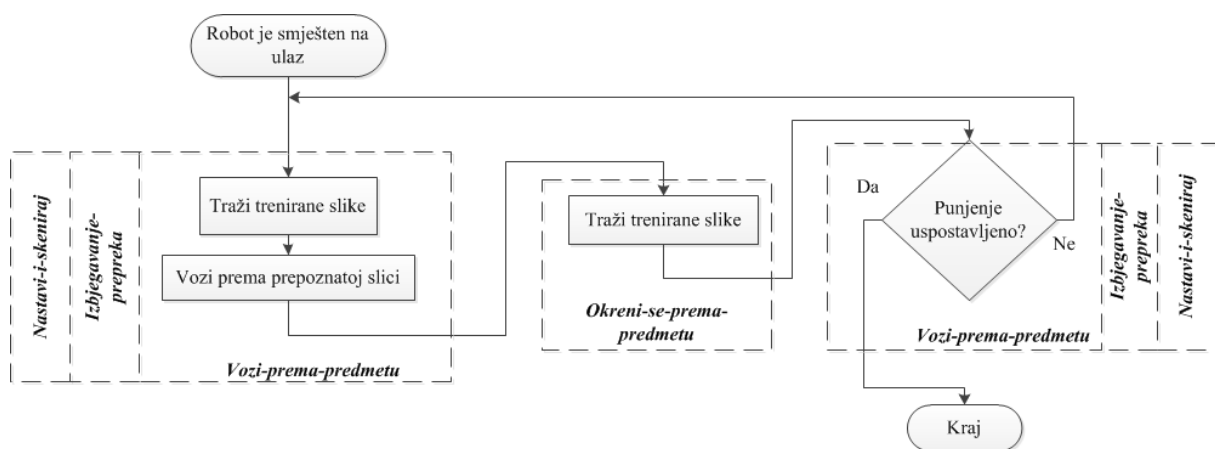 Robot je smješten na
ulaz
Nastavi-i-skeniraj
Izbjegavanje-
prepreka
Traži trenirane slike
Vozi prema prepoznatoj slici
Vozi-prema-predmetu
Traži trenirane slike
Okreni-se-prema-
predmetu
Da
Punjenje
uspostavljeno?
Ne
Vozi-prema-predmetu
Izbjegavanje-
prepreka
Nastavi-i-skeniraj
Kraj